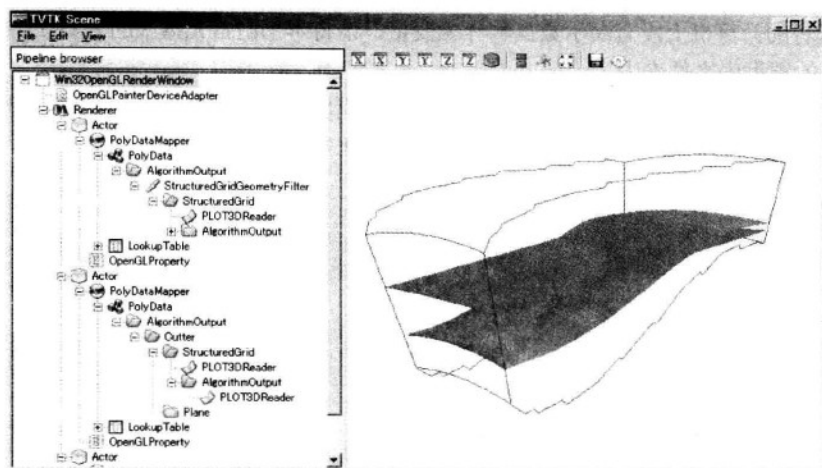 TVTK Scene
File Edit View
Pipeline browser
X X Y Y Z Z
Win32OpenGLRenderWindow
OpenGLPainterDeviceAdapter
Renderer
Actor
PolyDataMapper
PolyData
AlgorithmOutput
StructuredGridGeometryFilter
StructuredGrid
PLOT3DReader
AlgorithmOutput
LookupTable
OpenGLProperty
Actor
PolyDataMapper
PolyData
AlgorithmOutput
Cutter
StructuredGrid
PLOT3DReader
AlgorithmOutput
PLOT3DReader
Plane
LookupTable
OpenGLProperty
Actor